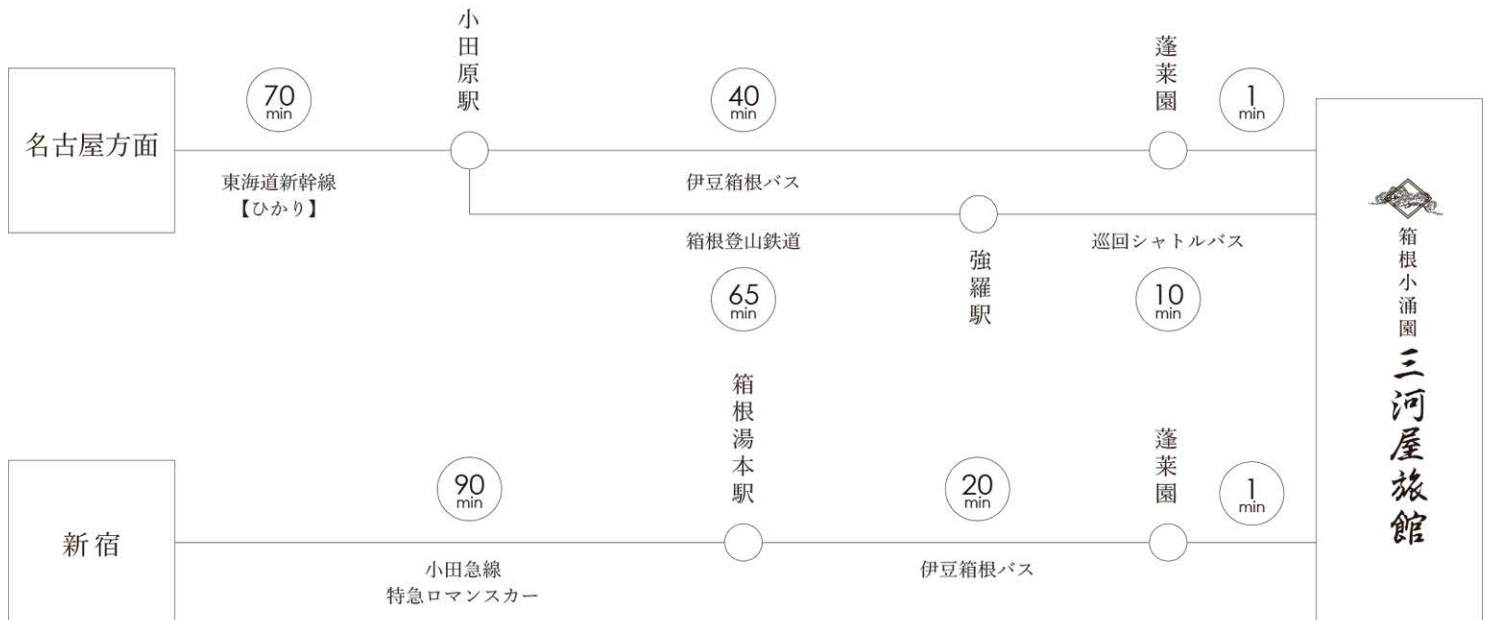 名古屋方面
70
min
東海道新幹線
【ひかり】
小田原駅
40
min
伊豆箱根バス
蓬莱園
1
min
箱根登山鉄道
65
min
強羅駅
巡回シャトルバス
10
min
新宿
90
min
小田急線
特急ロマンスカー
箱根湯本駅
20
min
伊豆箱根バス
蓬莱園
1
min
箱根小涌園
三河屋旅館